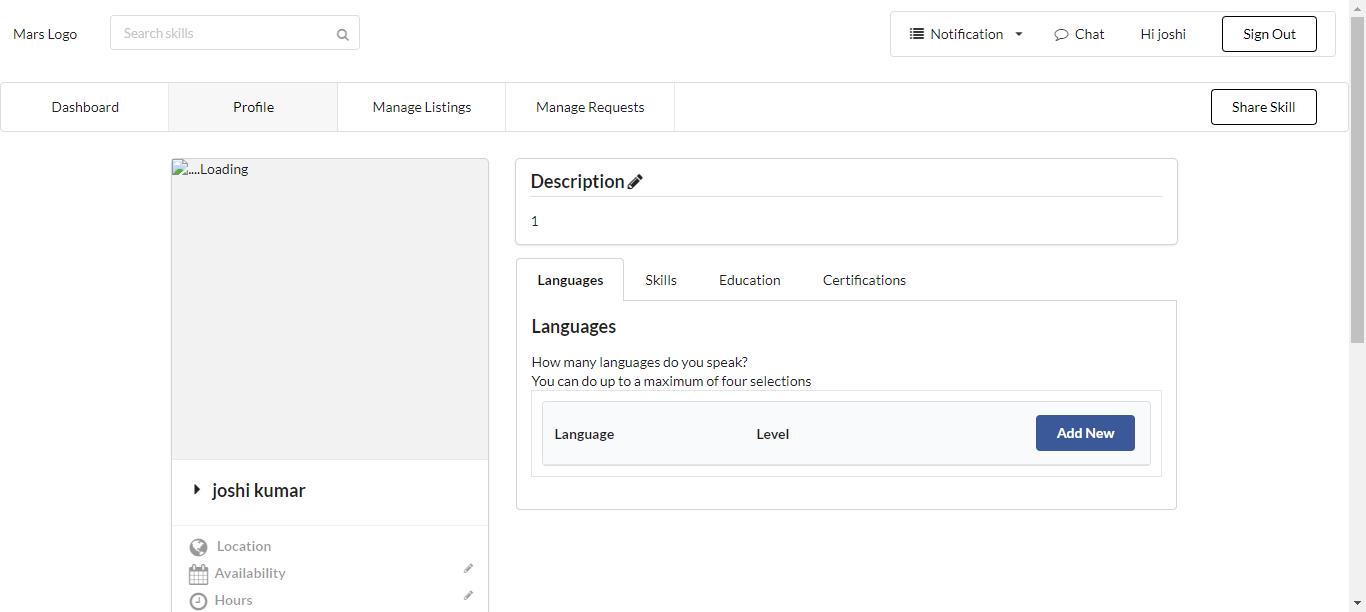 Mars Logo
Search skills
Notification
Chat
Hi joshi
Sign Out
Dashboard
Profile
Manage Listings
Manage Requests
Share Skill
....Loading
joshi kumar
Location
Availability
Hours
Description
1
Languages
Skills
Education
Certifications
Languages
How many languages do you speak?
You can do up to a maximum of four selections
Language
Level
Add New